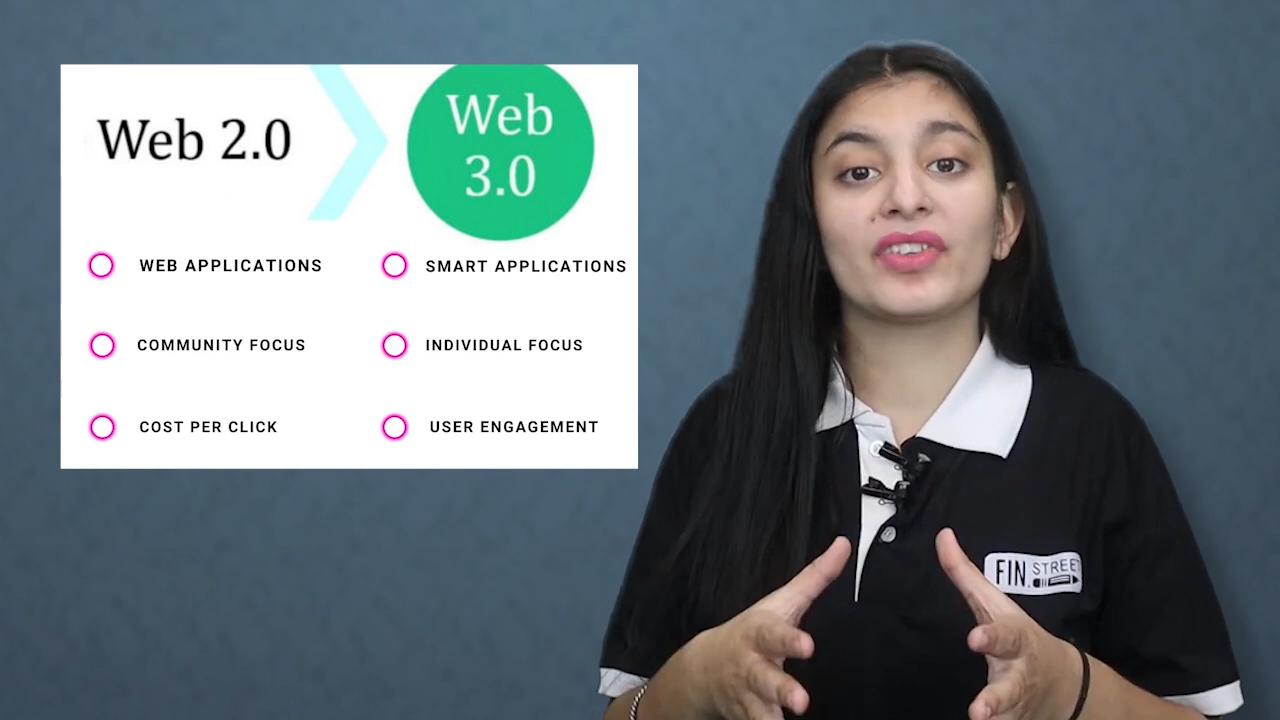 Web 2.0
Web
3.0
WEB APPLICATIONS
SMART APPLICATIONS
COMMUNITY FOCUS
INDIVIDUAL FOCUS
COST PER CLICK
USER ENGAGEMENT
FIN. STREET